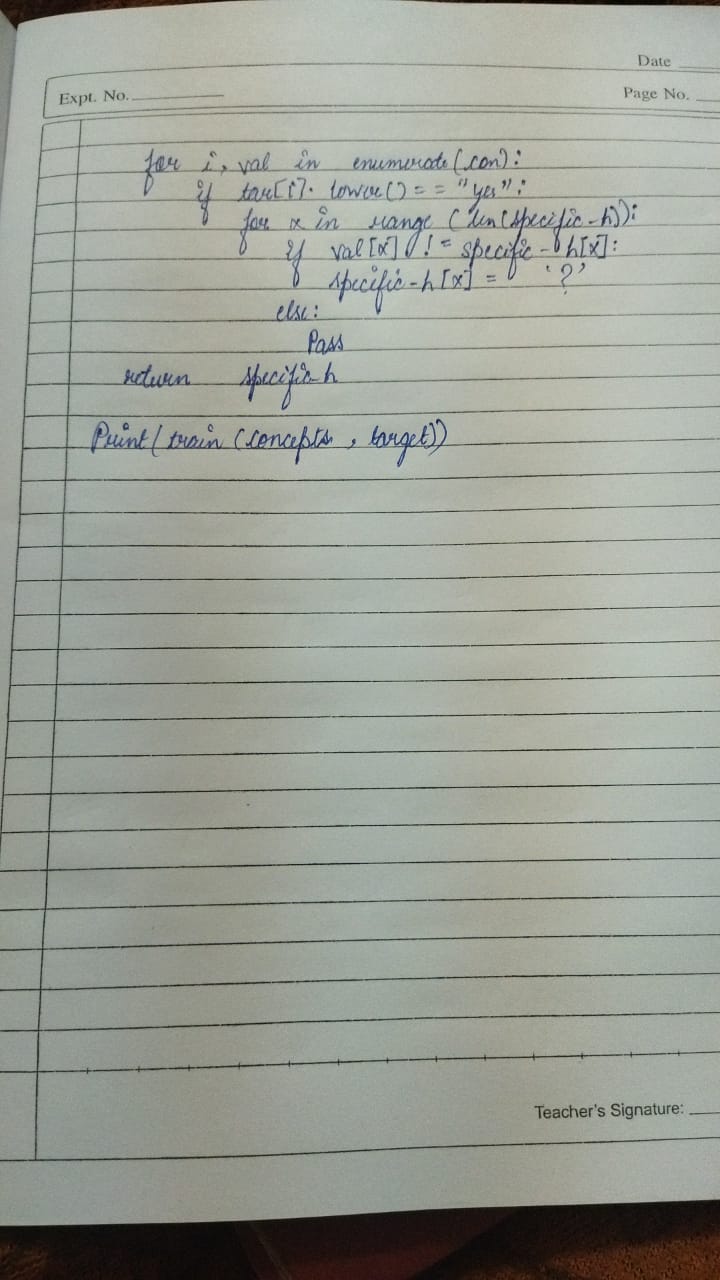 Date
Expt. No.
Page No.
for i, val in enumerate (con):
if tar[i]. lower() == "yes":
for x in range (len(specific-h)):
if val[x] != specific-h[x]:
specific-h[x] = '?'
else:
Pass
return specific-h
Print(train (concepts, target))
Teacher's Signature: